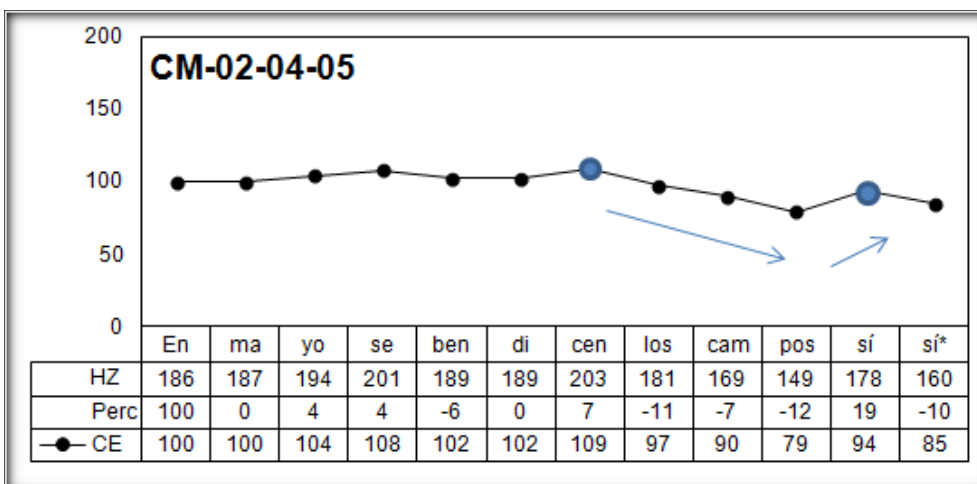 200
CM-02-04-05
150
100
50
0
En ma yo se ben di cen los cam pos sí sí*
HZ 186 187 194 201 189 189 203 181 169 149 178 160
Perc 100 0 4 4 -6 0 7 -11 -7 -12 19 -10
CE 100 100 104 108 102 102 109 97 90 79 94 85